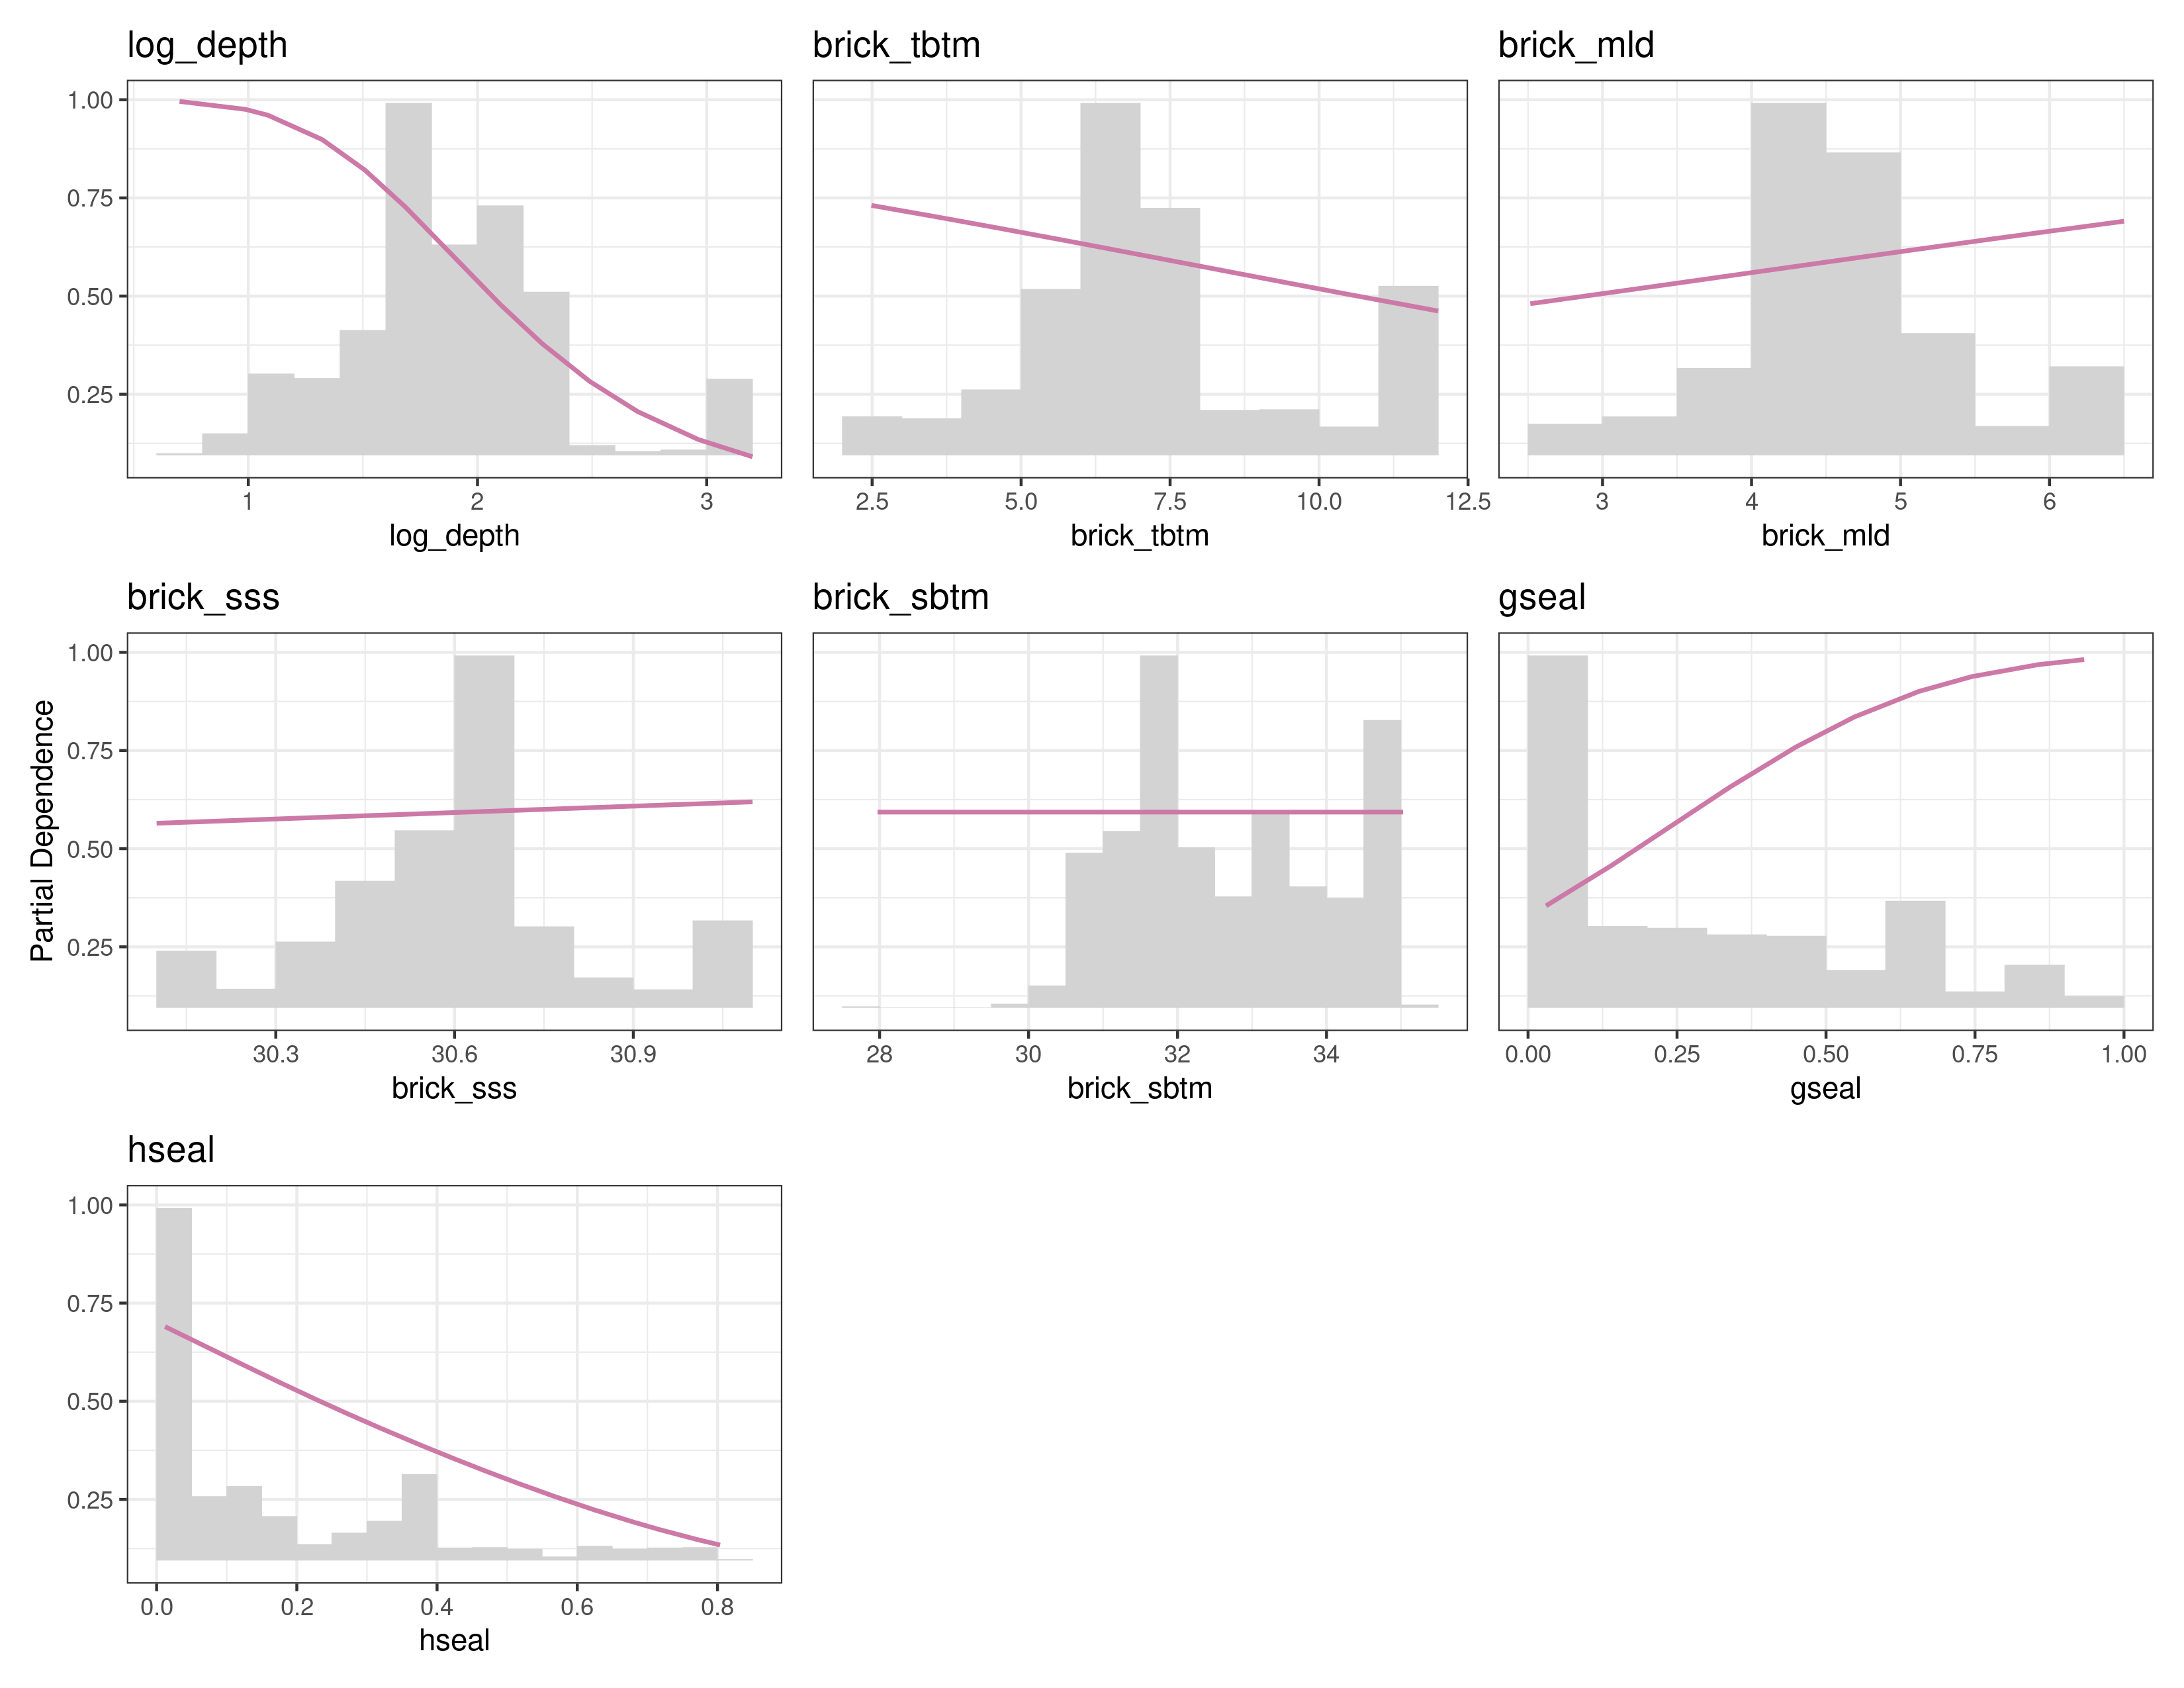 log_depth
brick_tbtm
brick_mld
1.00
0.75
0.50
0.25
1 2 3
2.5 5.0 7.5 10.0 12.5
3 4 5 6
log_depth
brick_tbtm
brick_mld
brick_sss
brick_sbtm
gseal
Partial Dependence
1.00
0.75
0.50
0.25
30.3 30.6 30.9
28 30 32 34
0.00 0.25 0.50 0.75 1.00
brick_sss
brick_sbtm
gseal
hseal
1.00
0.75
0.50
0.25
0.0 0.2 0.4 0.6 0.8
hseal